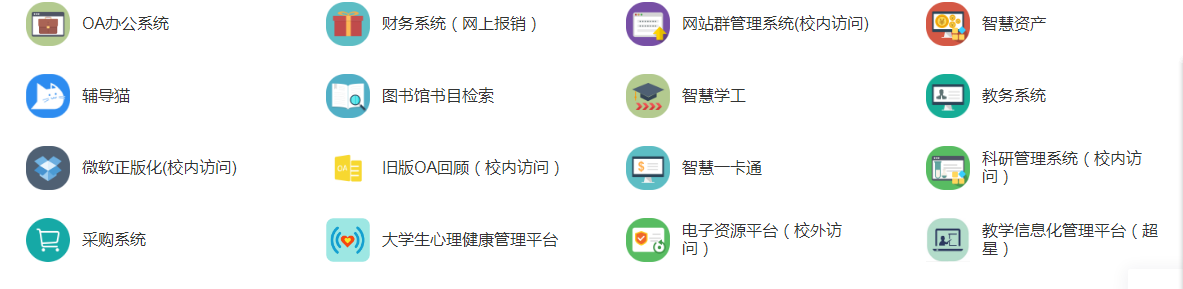 OA办公系统
财务系统（网上报销）
网站群管理系统(校内访问)
智慧资产
辅导猫
图书馆书目检索
智慧学工
教务系统
微软正版化(校内访问)
OA
旧版OA回顾（校内访问）
智慧一卡通
科研管理系统（校内访
问）
采购系统
大学生心理健康管理平台
电子资源平台（校外访
问）
教学信息化管理平台（超
星）